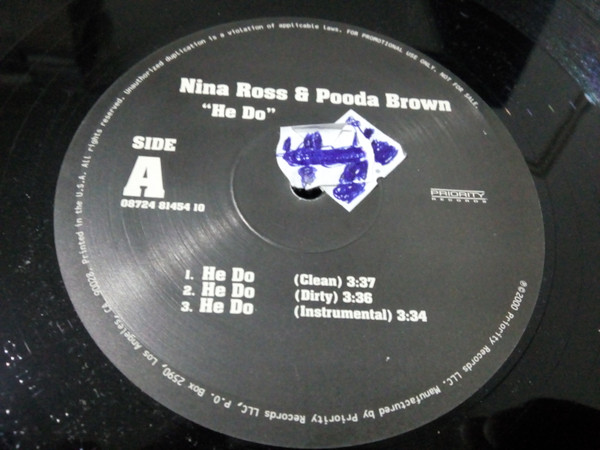 Unauthorized duplication is a violation of applicable laws. FOR PROMOTIONAL USE ONLY. NOT FOR SALE.
Nina Ross & Pooda Brown
"He Do"
SIDE
A
08724 81454 10
PRIORITY
RECORDS
1. He Do (Clean) 3:37
2. He Do (Dirty) 3:36
3. He Do (Instrumental) 3:34
℗©2000 Priority Records LLC. Manufactured by Priority Records LLC, P.O. Box 2590, Los Angeles, CA 90028. Printed in the U.S.A. All rights reserved.